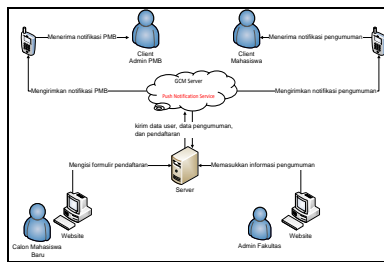 Menerima notifikasi PMB
Client
Admin PMB
Client
Mahasiswa
Menerima notifikasi pengumuman
GCM Server
Push Notification Service
Mengirimkan notifikasi PMB
Mengirimkan notifikasi pengumuman
kirim data user, data pengumuman,
dan pendaftaran
Mengisi formulir pendaftaran
Memasukkan informasi pengumuman
Server
Website
Calon Mahasiswa
Baru
Admin Fakultas
Website